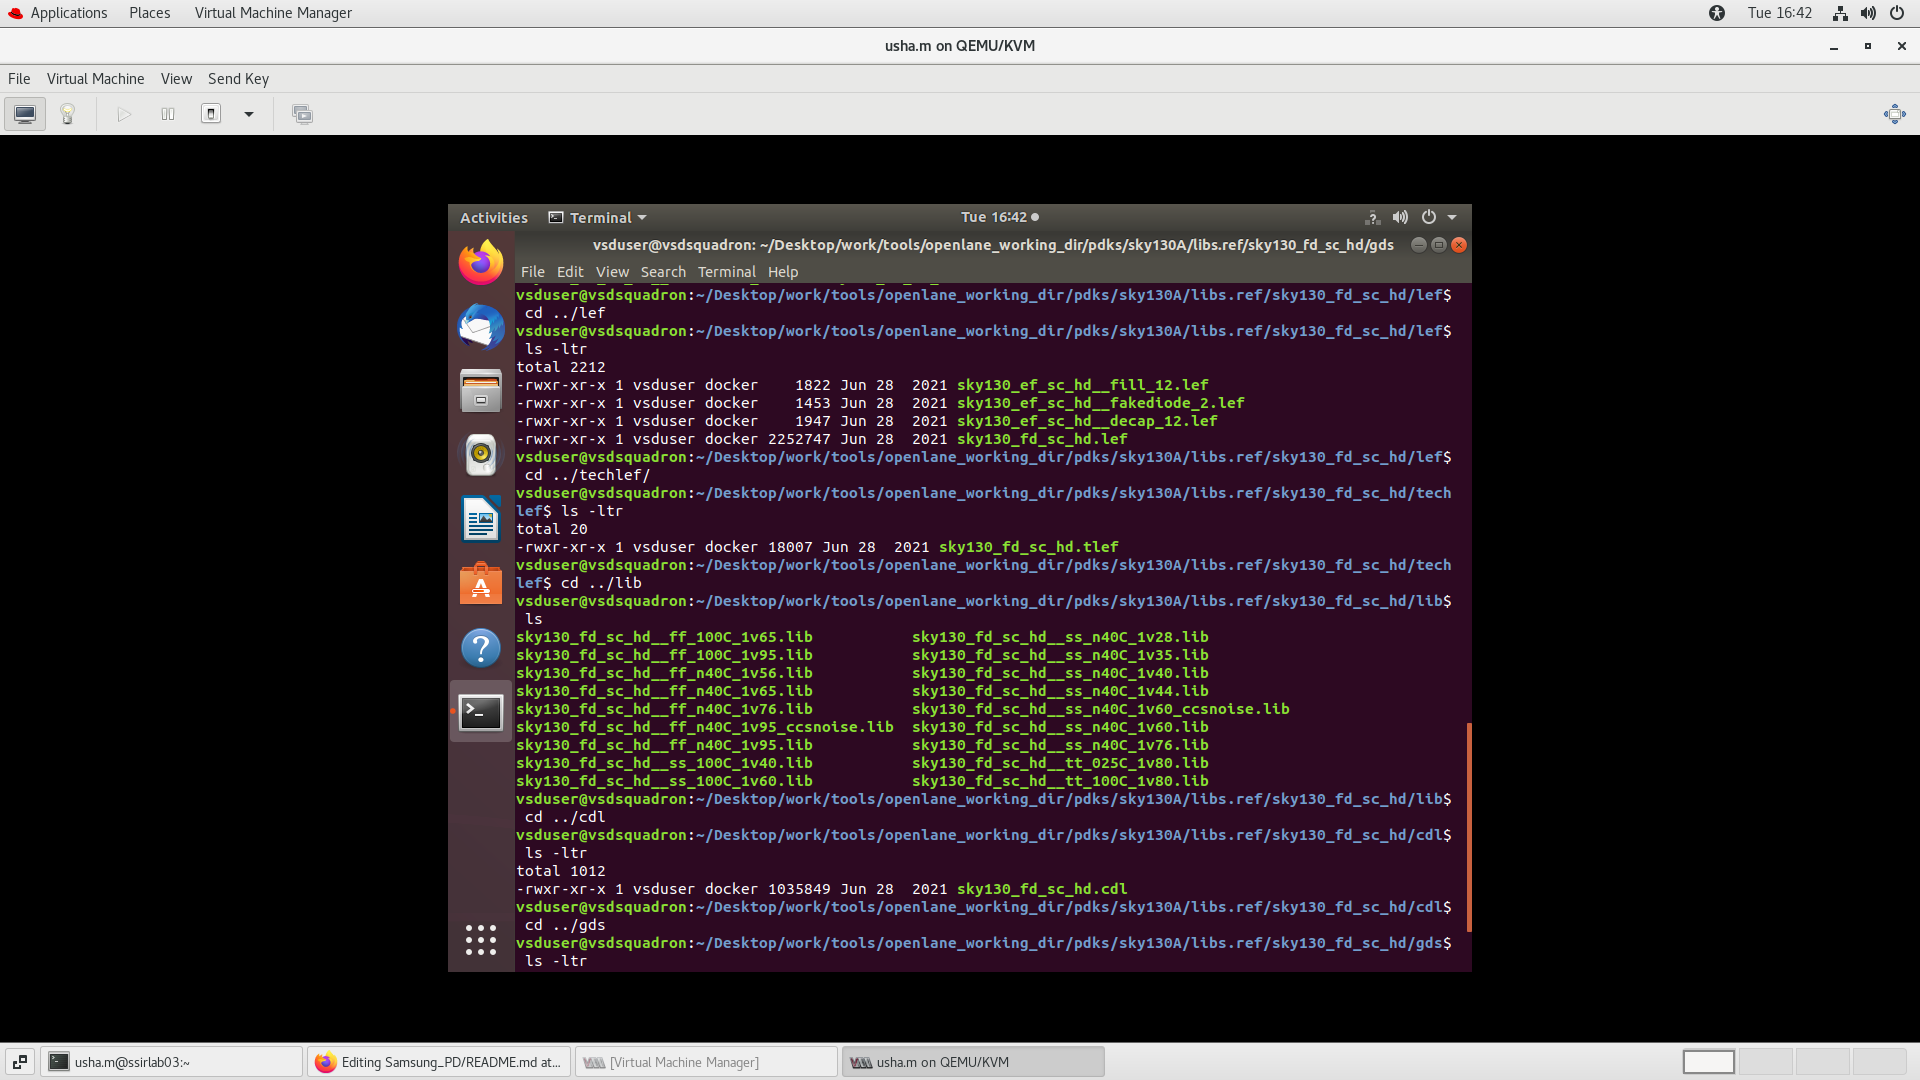 Applications Places Virtual Machine Manager Tue 16:42
usha.m on QEMU/KVM
File Virtual Machine View Send Key
Activities Terminal Tue 16:42
vsduser@vsdsquadron: ~/Desktop/work/tools/openlane_working_dir/pdks/sky130A/libs.ref/sky130_fd_sc_hd/gds
File Edit View Search Terminal Help
vsduser@vsdsquadron:~/Desktop/work/tools/openlane_working_dir/pdks/sky130A/libs.ref/sky130_fd_sc_hd/lef$
cd ../lef
vsduser@vsdsquadron:~/Desktop/work/tools/openlane_working_dir/pdks/sky130A/libs.ref/sky130_fd_sc_hd/lef$
ls -ltr
total 2212
-rwxr-xr-x 1 vsduser docker    1822 Jun 28  2021 sky130_ef_sc_hd__fill_12.lef
-rwxr-xr-x 1 vsduser docker    1453 Jun 28  2021 sky130_ef_sc_hd__fakediode_2.lef
-rwxr-xr-x 1 vsduser docker    1947 Jun 28  2021 sky130_ef_sc_hd__decap_12.lef
-rwxr-xr-x 1 vsduser docker 2252747 Jun 28  2021 sky130_fd_sc_hd.lef
vsduser@vsdsquadron:~/Desktop/work/tools/openlane_working_dir/pdks/sky130A/libs.ref/sky130_fd_sc_hd/lef$
cd ../techlef/
vsduser@vsdsquadron:~/Desktop/work/tools/openlane_working_dir/pdks/sky130A/libs.ref/sky130_fd_sc_hd/tech
lef$ ls -ltr
total 20
-rwxr-xr-x 1 vsduser docker 18007 Jun 28  2021 sky130_fd_sc_hd.tlef
vsduser@vsdsquadron:~/Desktop/work/tools/openlane_working_dir/pdks/sky130A/libs.ref/sky130_fd_sc_hd/tech
lef$ cd ../lib
vsduser@vsdsquadron:~/Desktop/work/tools/openlane_working_dir/pdks/sky130A/libs.ref/sky130_fd_sc_hd/lib$
ls
sky130_fd_sc_hd__ff_100C_1v65.lib sky130_fd_sc_hd__ss_n40C_1v28.lib
sky130_fd_sc_hd__ff_100C_1v95.lib sky130_fd_sc_hd__ss_n40C_1v35.lib
sky130_fd_sc_hd__ff_n40C_1v56.lib sky130_fd_sc_hd__ss_n40C_1v40.lib
sky130_fd_sc_hd__ff_n40C_1v65.lib sky130_fd_sc_hd__ss_n40C_1v44.lib
sky130_fd_sc_hd__ff_n40C_1v76.lib sky130_fd_sc_hd__ss_n40C_1v60_ccsnoise.lib
sky130_fd_sc_hd__ff_n40C_1v95_ccsnoise.lib sky130_fd_sc_hd__ss_n40C_1v60.lib
sky130_fd_sc_hd__ff_n40C_1v95.lib sky130_fd_sc_hd__ss_n40C_1v76.lib
sky130_fd_sc_hd__ss_100C_1v40.lib sky130_fd_sc_hd__tt_025C_1v80.lib
sky130_fd_sc_hd__ss_100C_1v60.lib sky130_fd_sc_hd__tt_100C_1v80.lib
vsduser@vsdsquadron:~/Desktop/work/tools/openlane_working_dir/pdks/sky130A/libs.ref/sky130_fd_sc_hd/lib$
cd ../cdl
vsduser@vsdsquadron:~/Desktop/work/tools/openlane_working_dir/pdks/sky130A/libs.ref/sky130_fd_sc_hd/cdl$
ls -ltr
total 1012
-rwxr-xr-x 1 vsduser docker 1035849 Jun 28  2021 sky130_fd_sc_hd.cdl
vsduser@vsdsquadron:~/Desktop/work/tools/openlane_working_dir/pdks/sky130A/libs.ref/sky130_fd_sc_hd/cdl$
cd ../gds
vsduser@vsdsquadron:~/Desktop/work/tools/openlane_working_dir/pdks/sky130A/libs.ref/sky130_fd_sc_hd/gds$
ls -ltr
usha.m@ssirlab03:~ Editing Samsung_PD/README.md at... [Virtual Machine Manager] usha.m on QEMU/KVM